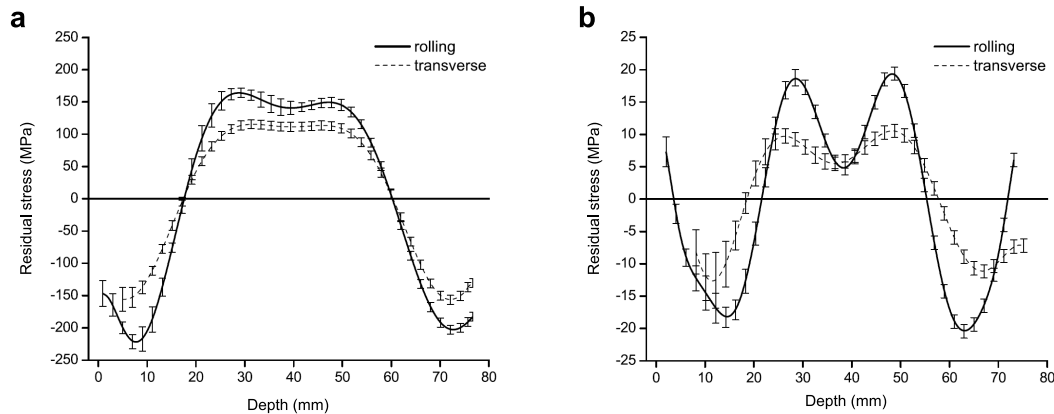 a
250
200
150
100
50
0
-50
-100
-150
-200
-250
Residual stress (MPa)
rolling
transverse
0 10 20 30 40 50 60 70 80
Depth (mm)
b
25
20
15
10
5
0
-5
-10
-15
-20
-25
Residual stress (MPa)
rolling
transverse
0 10 20 30 40 50 60 70 80
Depth (mm)